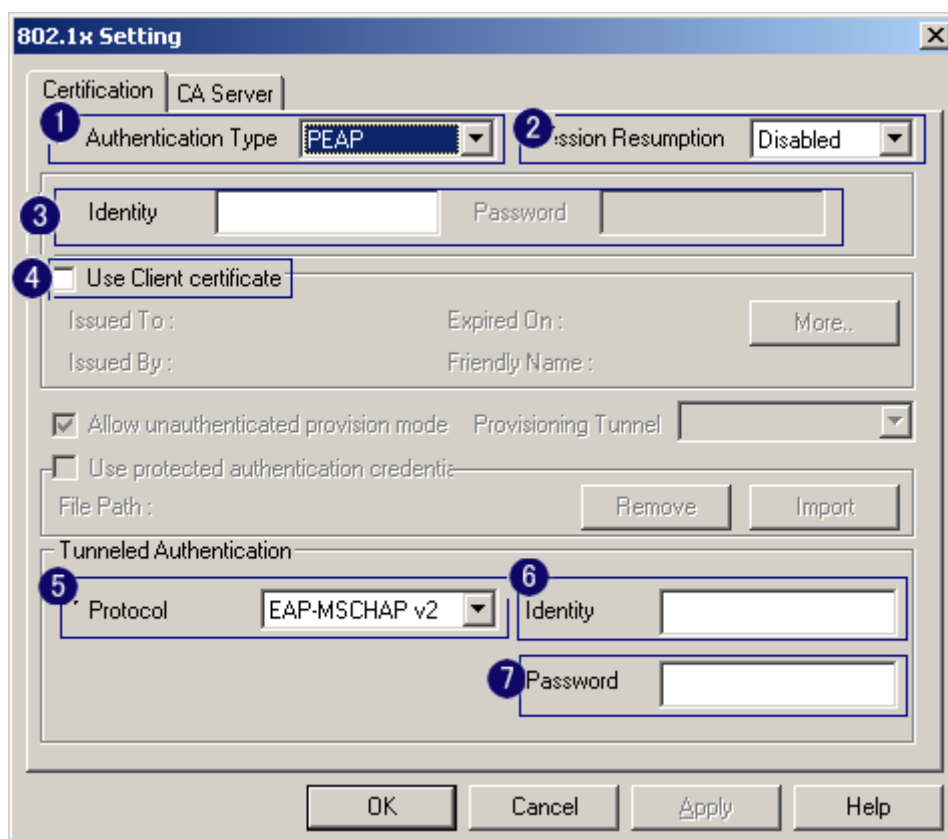 802.1x Setting
Certification CA Server
1 Authentication Type PEAP 2 ssion Resumption Disabled
3 Identity Password
4 Use Client certificate
Issued To : Expired On : More..
Issued By : Friendly Name :
Allow unauthenticated provision mode Provisioning Tunnel
Use protected authentication credentia
File Path : Remove Import
Tunneled Authentication
5 Protocol EAP-MSCHAP v2 6 Identity
7 Password
OK Cancel Apply Help